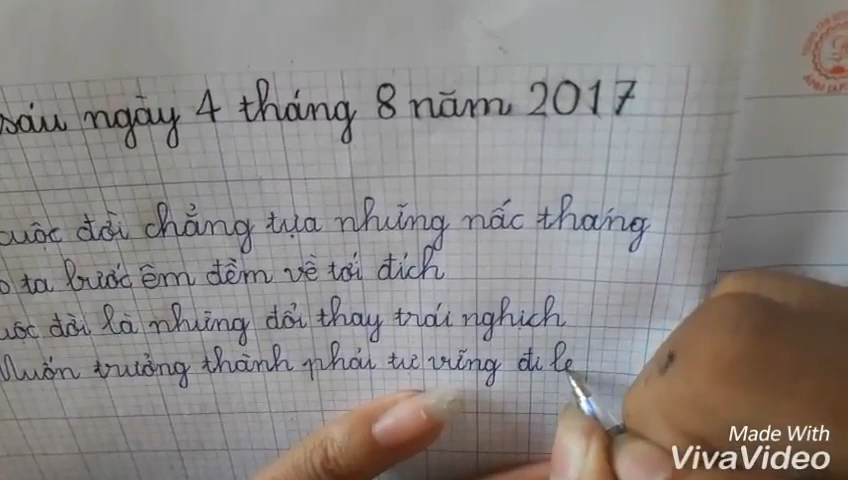 sáu ngày 4 tháng 8 năm 2017
uộc đời chẳng tựa những nấc thang
o ta bước êm đềm về tới đích
uộc đời là những đổi thay trái nghịch
Muốn trưởng thành phải tự vững đi le
Made With
VivaVideo